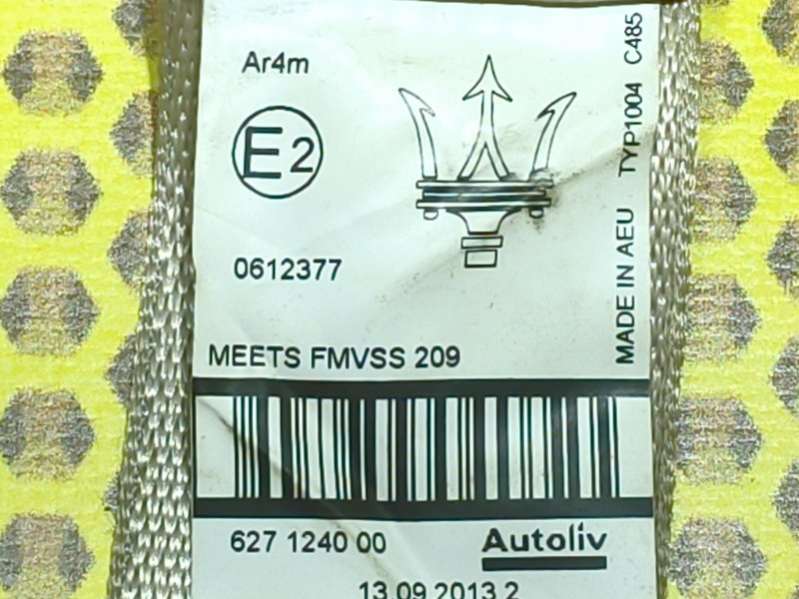 Ar4m
E2
0612377
MEETS FMVSS 209
MADE IN AEU TYP1004 C485
627 1240 00
Autoliv
13.09.2013 2